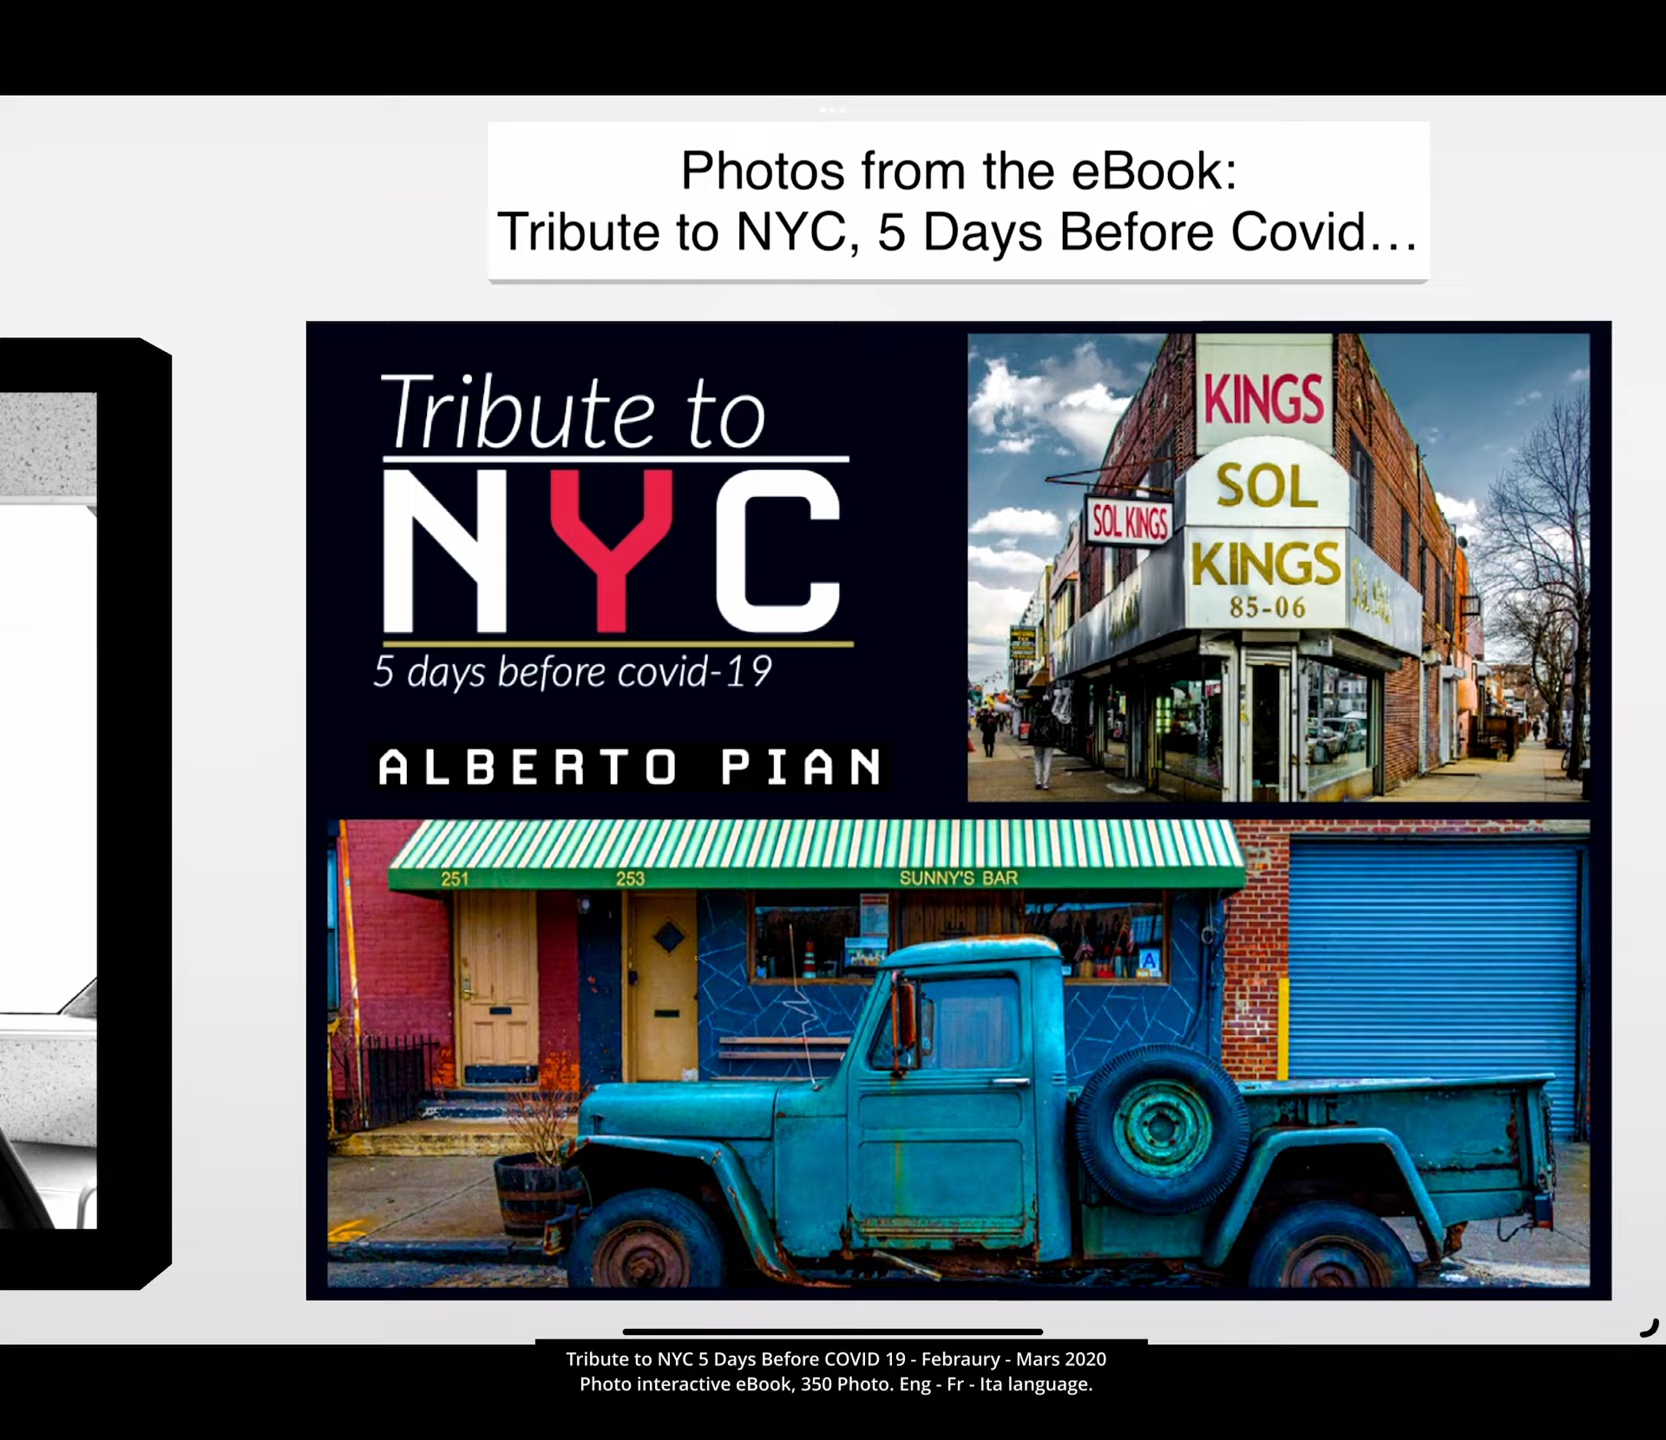 Photos from the eBook:
Tribute to NYC, 5 Days Before Covid…
Tribute to
NYC
5 days before covid-19
ALBERTO PIAN
KINGS
SOL
SOL KINGS
KINGS
85-06
251 253 SUNNY'S BAR
A
Tribute to NYC 5 Days Before COVID 19 - Febraury - Mars 2020
Photo interactive eBook, 350 Photo. Eng - Fr - Ita language.